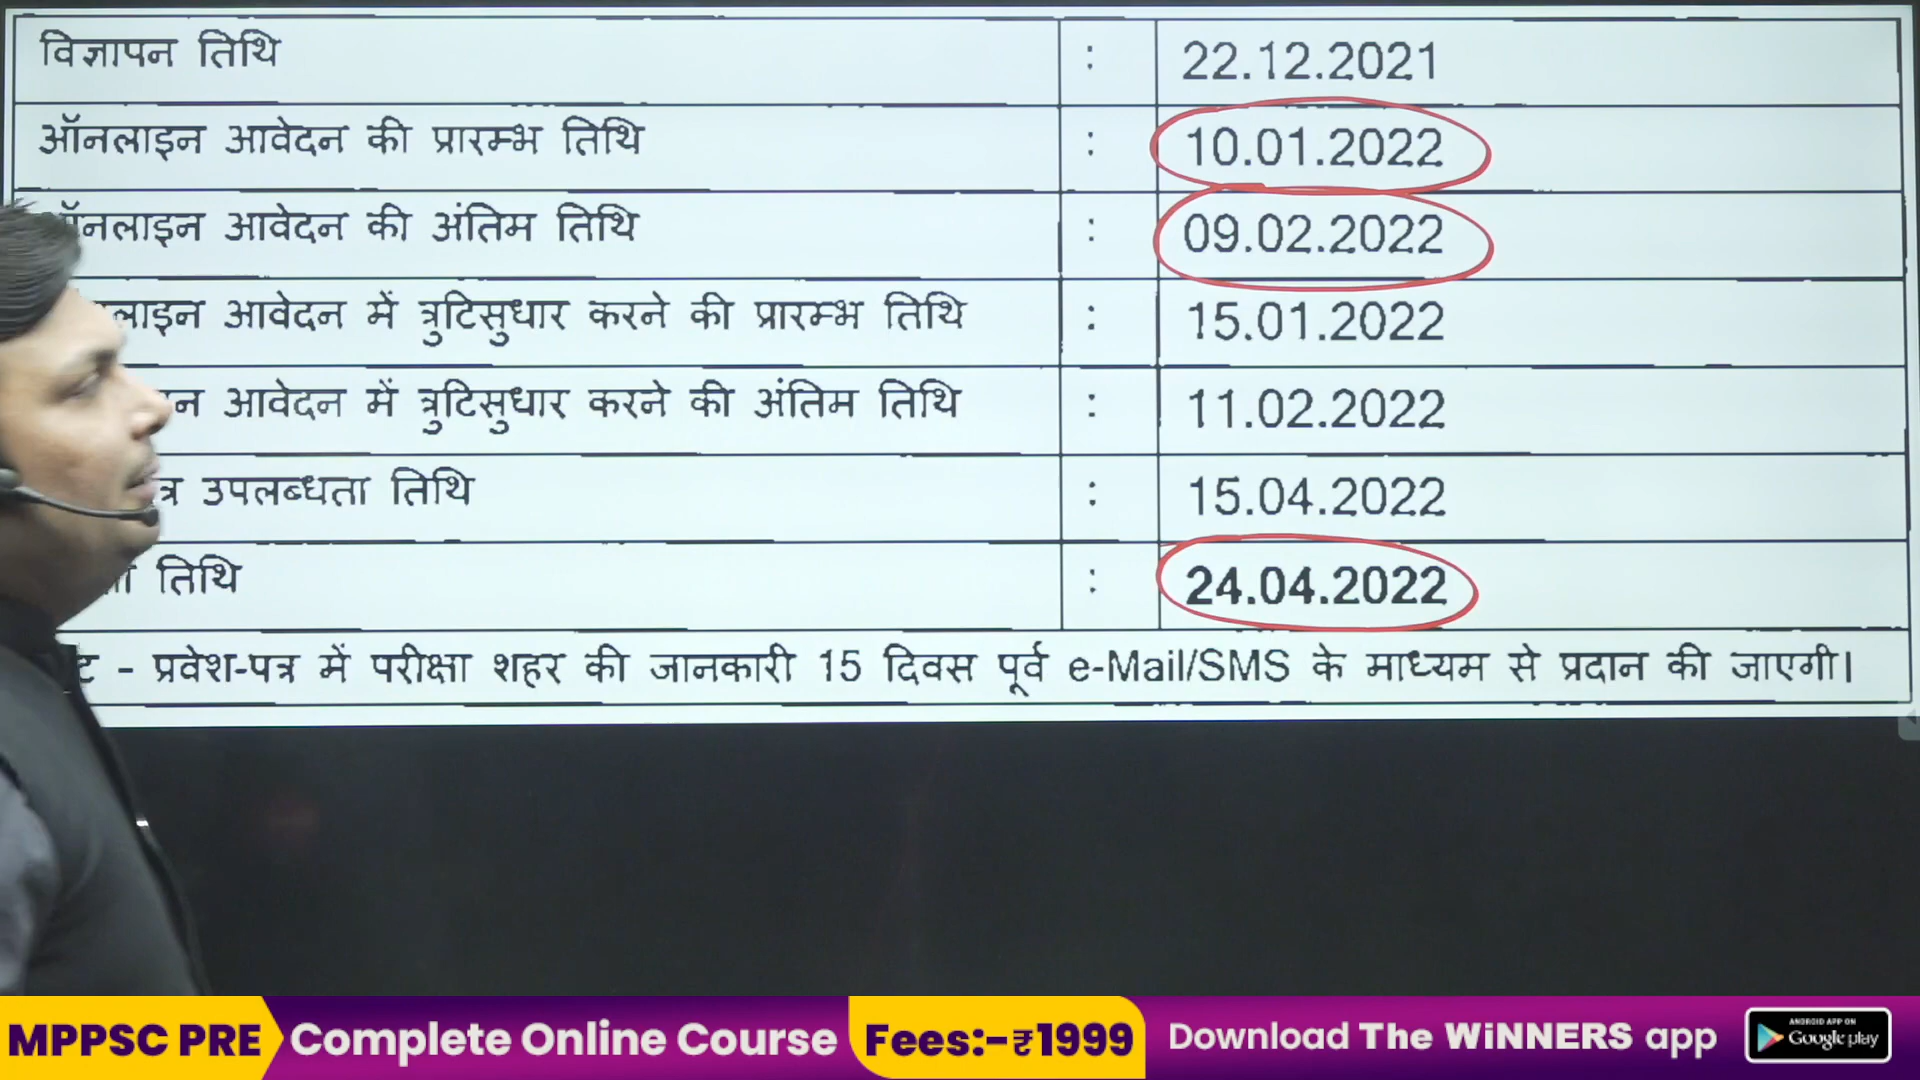 विज्ञापन तिथि : 22.12.2021
ऑनलाइन आवेदन की प्रारम्भ तिथि : 10.01.2022
आवेदन की अंतिम तिथि : 09.02.2022
आवेदन में त्रुटिसुधार करने की प्रारम्भ तिथि : 15.01.2022
आवेदन में त्रुटिसुधार करने की अंतिम तिथि : 11.02.2022
उपलब्धता तिथि : 15.04.2022
तिथि : 24.04.2022
- प्रवेश-पत्र में परीक्षा शहर की जानकारी 15 दिवस पूर्व e-Mail/SMS के माध्यम से प्रदान की जाएगी।
MPPSC PRE Complete Online Course Fees:-₹1999 Download The WiNNERS app
ANDROID APP ON
Google play